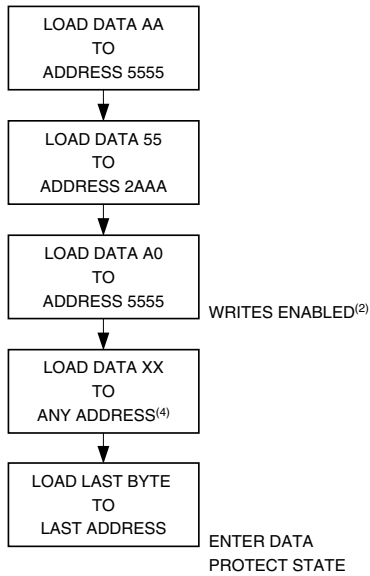 LOAD DATA AA
TO
ADDRESS 5555
LOAD DATA 55
TO
ADDRESS 2AAA
LOAD DATA A0
TO
ADDRESS 5555
WRITES ENABLED(2)
LOAD DATA XX
TO
ANY ADDRESS(4)
LOAD LAST BYTE
TO
LAST ADDRESS
ENTER DATA
PROTECT STATE